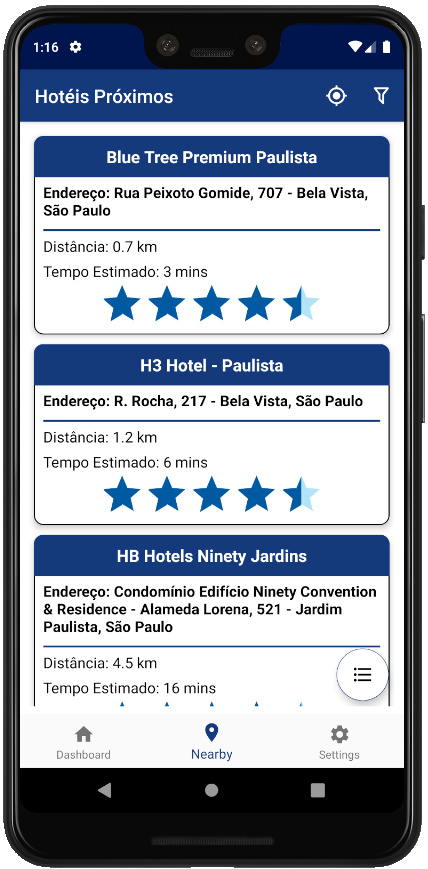 1:16
Hotéis Próximos
Blue Tree Premium Paulista
Endereço: Rua Peixoto Gomide, 707 - Bela Vista,
São Paulo
Distância: 0.7 km
Tempo Estimado: 3 mins
H3 Hotel - Paulista
Endereço: R. Rocha, 217 - Bela Vista, São Paulo
Distância: 1.2 km
Tempo Estimado: 6 mins
HB Hotels Ninety Jardins
Endereço: Condomínio Edifício Ninety Convention
& Residence - Alameda Lorena, 521 - Jardim
Paulista, São Paulo
Distância: 4.5 km
Tempo Estimado: 16 mins
Dashboard
Nearby
Settings